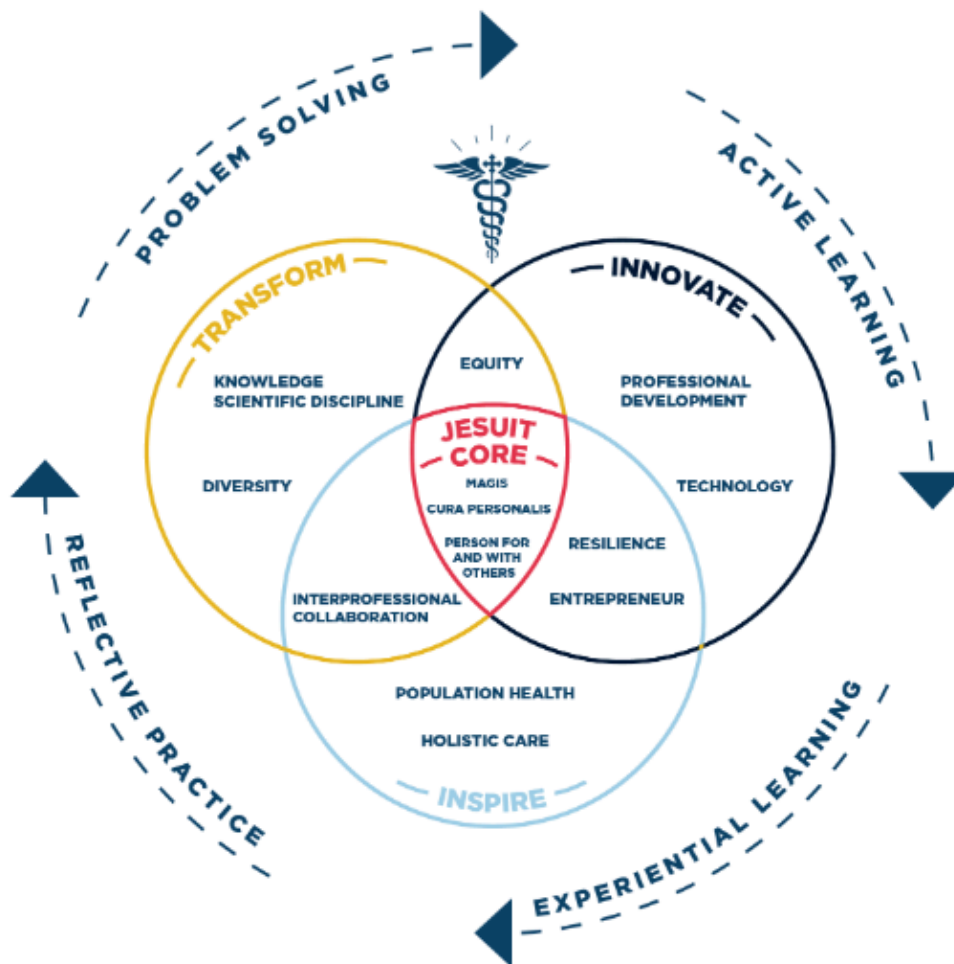 PROBLEM SOLVING
ACTIVE LEARNING
TRANSFORM
INNOVATE
EQUITY
KNOWLEDGE
SCIENTIFIC DISCIPLINE
PROFESSIONAL
DEVELOPMENT
JESUIT
CORE
MAGIS
CURA PERSONALIS
PERSON FOR
AND WITH
OTHERS
DIVERSITY
TECHNOLOGY
RESILIENCE
ENTREPRENEUR
INTERPROFESSIONAL
COLLABORATION
POPULATION HEALTH
HOLISTIC CARE
INSPIRE
REFLECTIVE PRACTICE
EXPERIENTIAL LEARNING